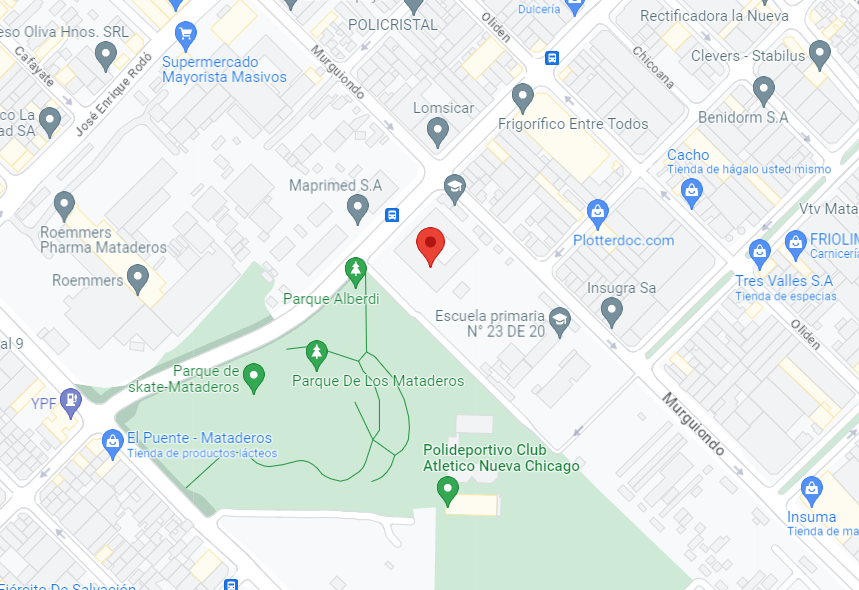 Dulcería
Oliden
Rectificadora la Nueva
POLICRISTAL
eso Oliva Hnos. SRL
Cafayate
José Enrique Rodó
Supermercado
Mayorista Masivos
Murguiondo
Chicoana
Clevers - Stabilus
Lomsicar
Frigorífico Entre Todos
Benidorm S.A
co La
ad SA
Cacho
Tienda de hágalo usted mismo
Maprimed S.A
Vtv Mata
Roemmers
Pharma Mataderos
Plotterdoc.com
FRIOLIM
Carnicería
Roemmers
Tres Valles S.A
Tienda de especias
Insugra Sa
Parque Alberdi
Escuela primaria
N° 23 DE 20
Oliden
al 9
Parque de
skate-Mataderos
Parque De Los Mataderos
YPF
Murguiondo
El Puente - Mataderos
Tienda de productos lácteos
Polideportivo Club
Atletico Nueva Chicago
Insuma
Tienda de ma
Ejército De Salvación